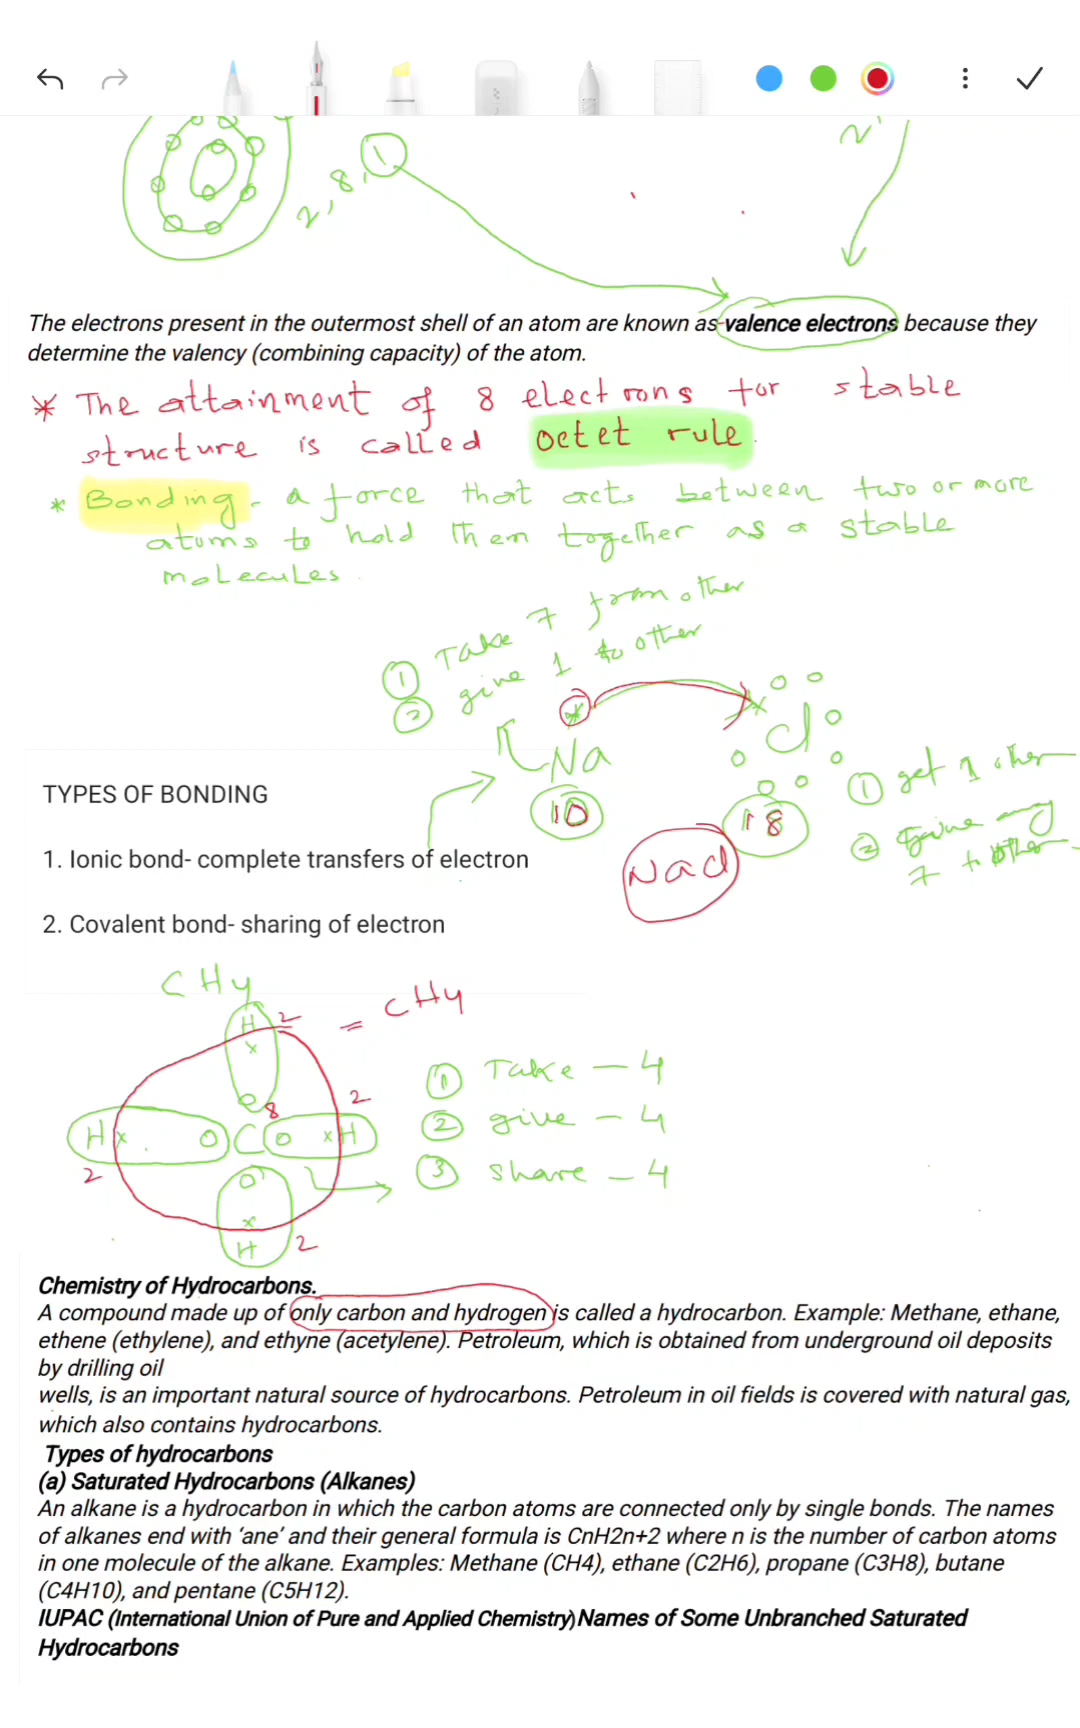 2, 8, 1
2,
The electrons present in the outermost shell of an atom are known as valence electrons because they
determine the valency (combining capacity) of the atom.
* The attainment of 8 electrons for stable
structure is called octet rule.
* Bonding - a force that acts between two or more
atoms to hold them together as a stable
molecules.
① Take 7 from other
② give 1 to other
Na
Cl
10
18
① get 1 other
② give any
7 to other
NaCl
TYPES OF BONDING
1. Ionic bond- complete transfers of electron
2. Covalent bond- sharing of electron
CH4
= CH4
H 2
x
8 2
H x O C O x H
2
O
x
H 2
① Take - 4
② give - 4
③ share - 4
Chemistry of Hydrocarbons.
A compound made up of only carbon and hydrogen is called a hydrocarbon. Example: Methane, ethane,
ethene (ethylene), and ethyne (acetylene). Petroleum, which is obtained from underground oil deposits
by drilling oil
wells, is an important natural source of hydrocarbons. Petroleum in oil fields is covered with natural gas,
which also contains hydrocarbons.
Types of hydrocarbons
(a) Saturated Hydrocarbons (Alkanes)
An alkane is a hydrocarbon in which the carbon atoms are connected only by single bonds. The names
of alkanes end with ‘ane’ and their general formula is CnH2n+2 where n is the number of carbon atoms
in one molecule of the alkane. Examples: Methane (CH4), ethane (C2H6), propane (C3H8), butane
(C4H10), and pentane (C5H12).
IUPAC (International Union of Pure and Applied Chemistry) Names of Some Unbranched Saturated
Hydrocarbons